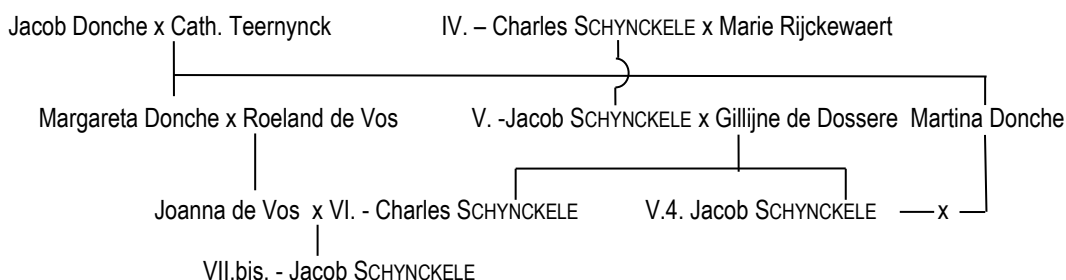 Jacob Donche x Cath. Teernynck IV. – Charles SCHYNCKELE x Marie Rijckewaert
Margareta Donche x Roeland de Vos V. -Jacob SCHYNCKELE x Gillijne de Dossere Martina Donche
Joanna de Vos x VI. - Charles SCHYNCKELE V.4. Jacob SCHYNCKELE x
VII.bis. - Jacob SCHYNCKELE